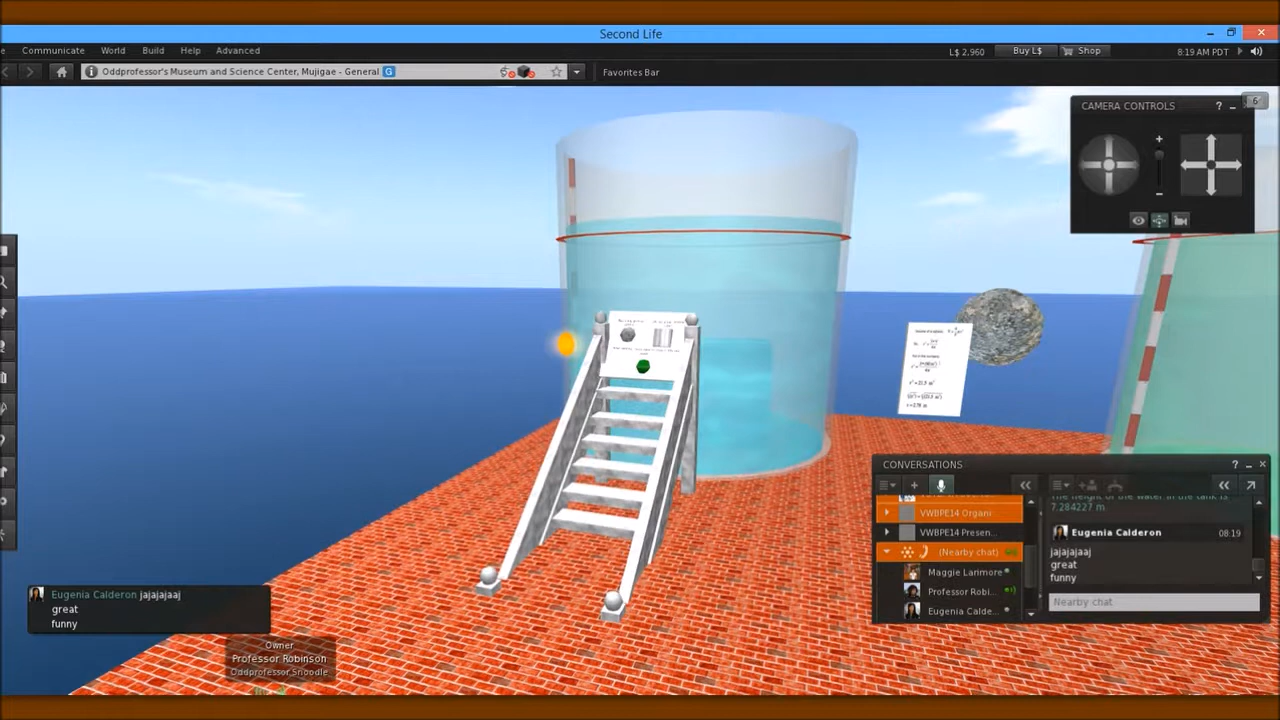 Second Life
e Communicate World Build Help Advanced
L$ 2,960 Buy L$ Shop 8:19 AM PDT
Oddprofessor's Museum and Science Center, Mujigae - General G
Favorites Bar
CAMERA CONTROLS ? 6
CONVERSATIONS ?
VWBPE14 Organi
VWBPE14 Presen...
(Nearby chat)
Maggie Larimore
Professor Robi...
Eugenia Calde...
The height of the water in the tank is
7.284227 m.
Eugenia Calderon 08:19
jajajajaaj
great
funny
Nearby chat
Eugenia Calderon jajajajaaj
great
funny
Owner
Professor Robinson
Oddprofessor Snoodle